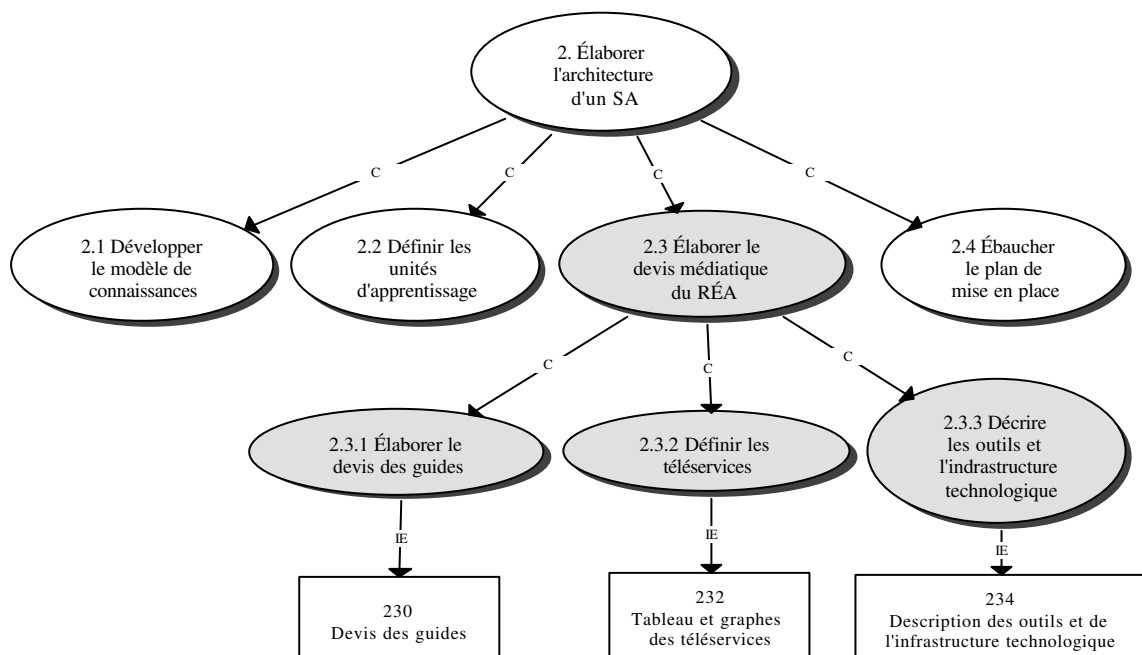 2. Élaborer
l'architecture
d'un SA
C
C
C
C
2.1 Développer
le modèle de
connaissances
2.2 Définir les
unités
d'apprentissage
2.3 Élaborer le
devis médiatique
du RÉA
2.4 Ébaucher
le plan de
mise en place
C
C
C
2.3.1 Élaborer le
devis des guides
2.3.2 Définir les
téléservices
2.3.3 Décrire
les outils et
l'indrastructure
technologique
IE
IE
IE
230
Devis des guides
232
Tableau et graphes
des téléservices
234
Description des outils et de
l'infrastructure technologique